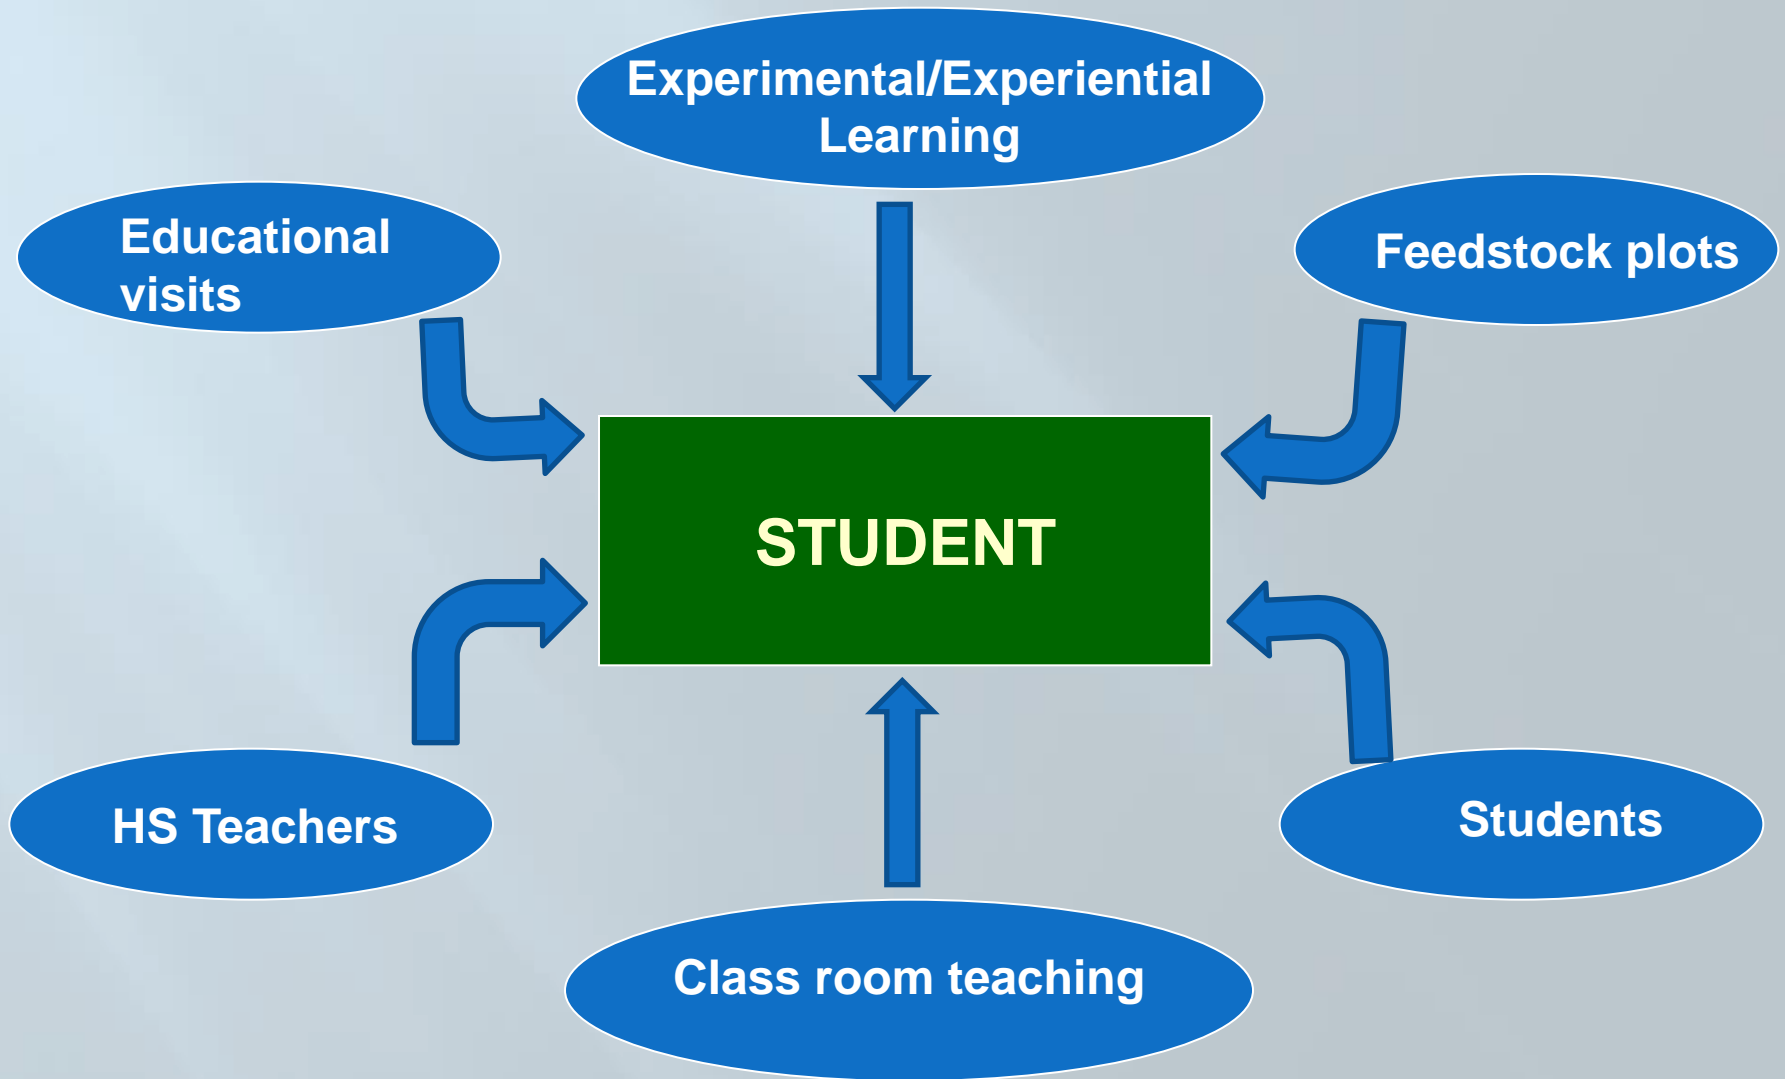 Experimental/Experiential
Learning
Educational
visits
Feedstock plots
STUDENT
HS Teachers
Students
Class room teaching